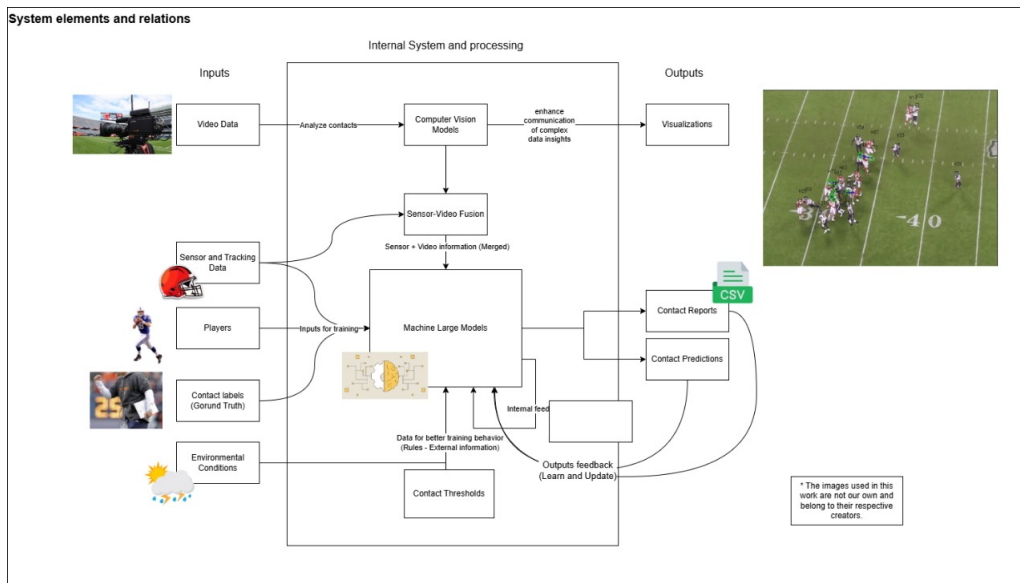 System elements and relations
Internal System and processing
Inputs
Outputs
Video Data
Analyze contacts
Computer Vision
Models
enhance
communication
of complex
data insights
Visualizations
Sensor-Video Fusion
Sensor + Video information (Merged)
Sensor and Tracking
Data
Players
Inputs for training
Machine Large Models
CSV
Contact Reports
Contact Predictions
25
Contact labels
(Gorund Truth)
Internal feed
Data for better training behavior
(Rules - External information)
Environmental
Conditions
Outputs feedback
(Learn and Update)
Contact Thresholds
-3
-4 0
* The images used in this
work are not our own and
belong to their respective
creators.